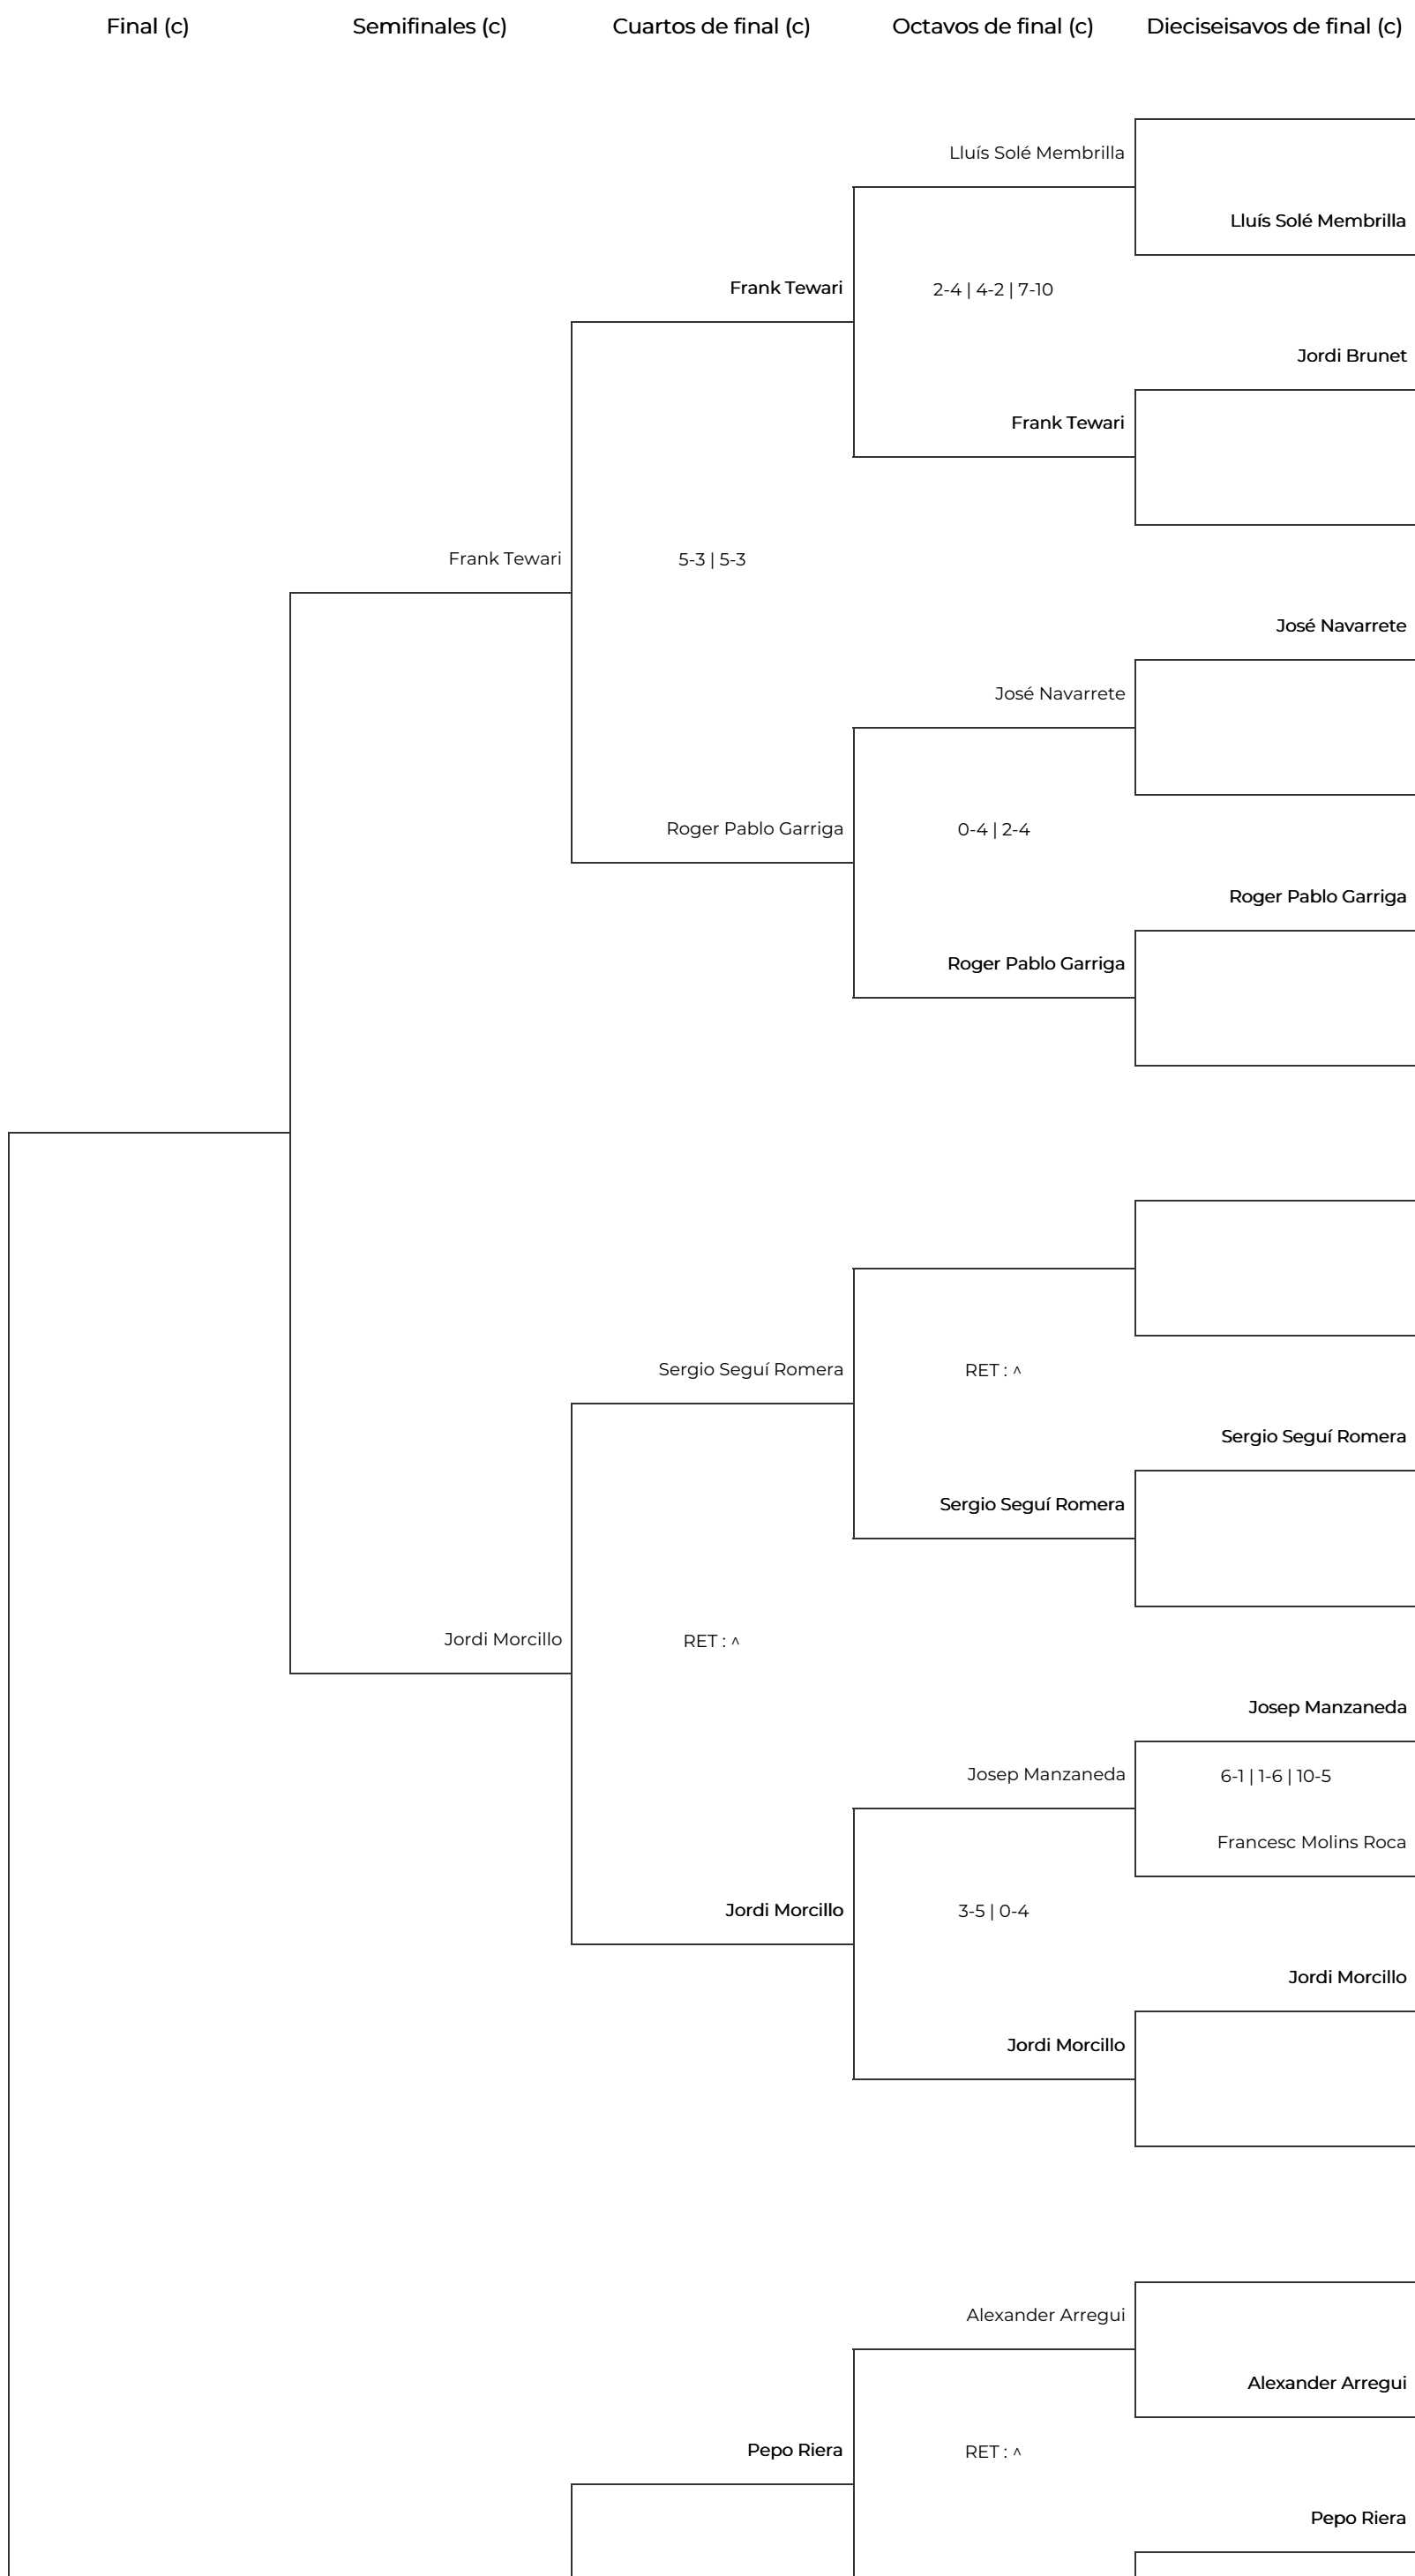 Final (c)
Semifinales (c)
Cuartos de final (c)
Octavos de final (c)
Dieciseisavos de final (c)
Lluís Solé Membrilla
Lluís Solé Membrilla
Frank Tewari
2-4 | 4-2 | 7-10
Jordi Brunet
Frank Tewari
Frank Tewari
5-3 | 5-3
José Navarrete
José Navarrete
Roger Pablo Garriga
0-4 | 2-4
Roger Pablo Garriga
Roger Pablo Garriga
Sergio Seguí Romera
RET : ^
Sergio Seguí Romera
Sergio Seguí Romera
Jordi Morcillo
RET : ^
Josep Manzaneda
Josep Manzaneda
6-1 | 1-6 | 10-5
Francesc Molins Roca
Jordi Morcillo
3-5 | 0-4
Jordi Morcillo
Jordi Morcillo
Alexander Arregui
Alexander Arregui
Pepo Riera
RET : ^
Pepo Riera